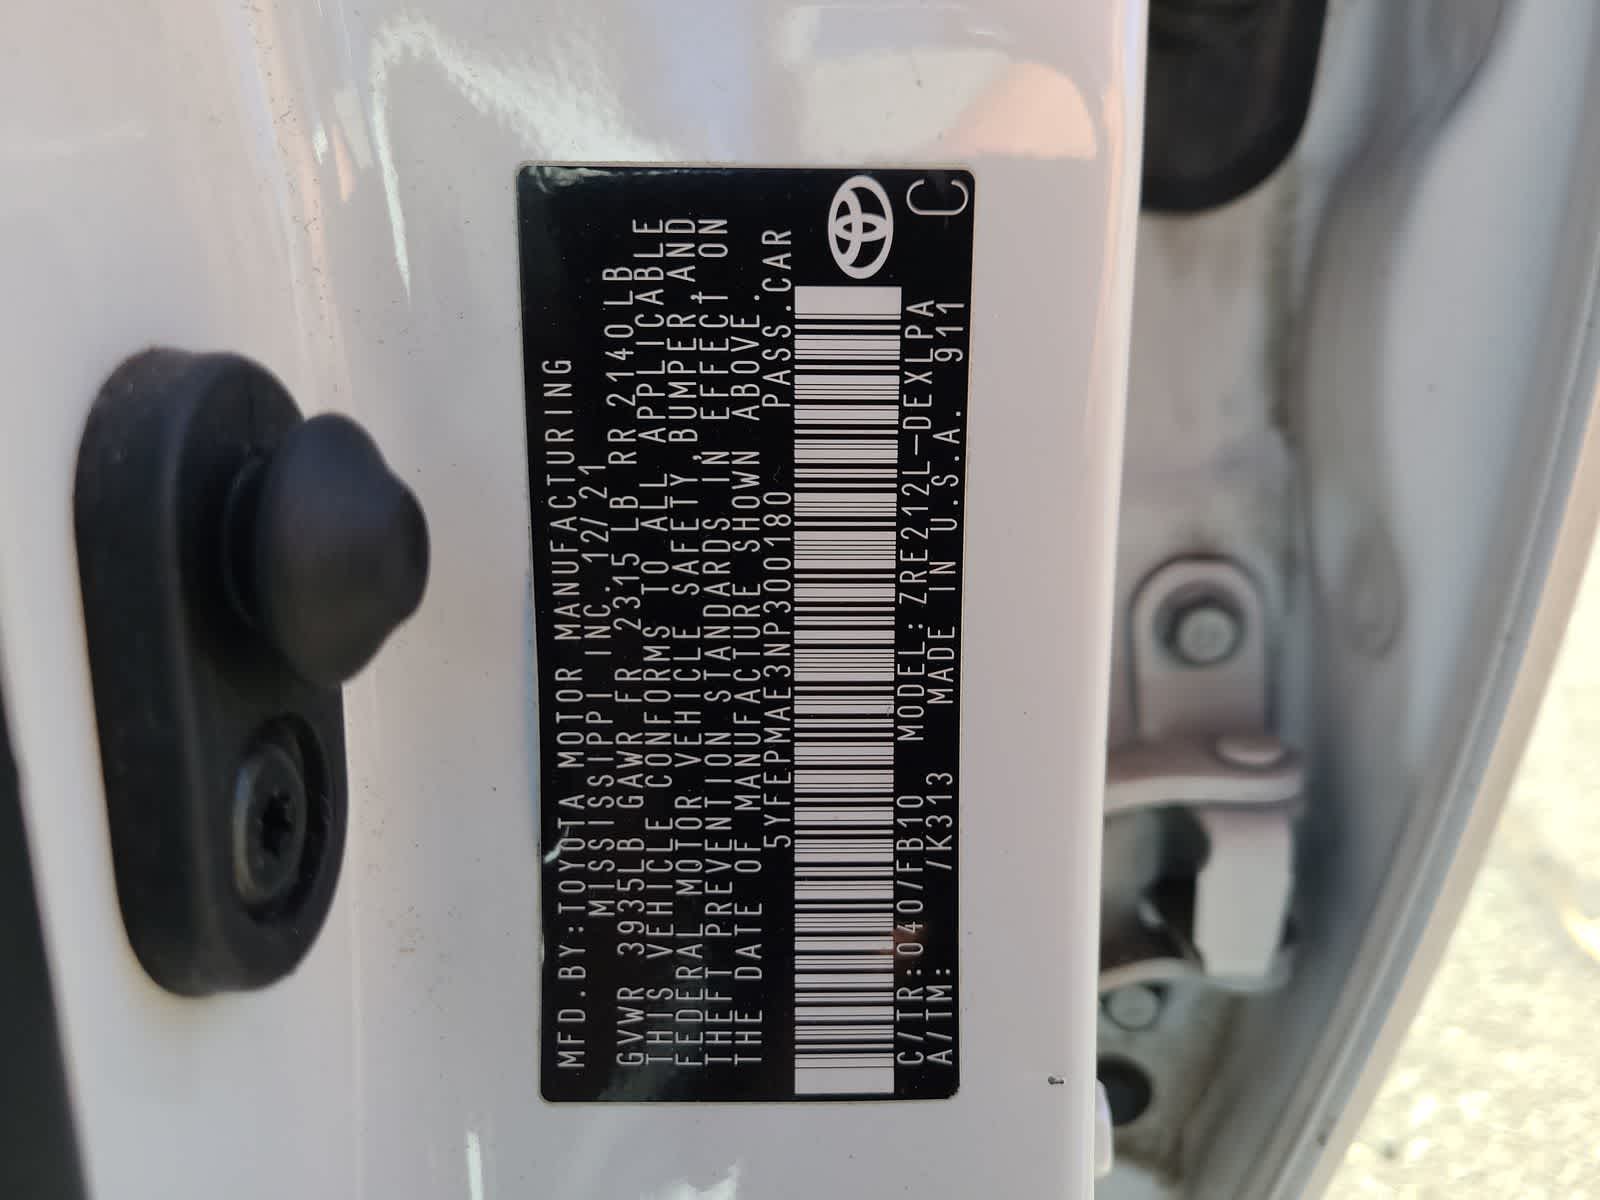 MFD.BY:TOYOTA MOTOR MANUFACTURING
MISSISSIPPI INC. 12/21
GVWR 3935LB GAWR FR 2315 LB RR 2140LB
THIS VEHICLE CONFORMS TO ALL APPLICABLE
FEDERAL MOTOR VEHICLE SAFETY, BUMPER, AND
THEFT PREVENTION STANDARDS IN EFFECT ON
THE DATE OF MANUFACTURE SHOWN ABOVE.
5YFEPMAE3NP300180 PASS.CAR
C/TR:040/FB10 MODEL:ZRE212L-DEXLPA
A/TM: /K313 MADE IN U.S.A. 911
C